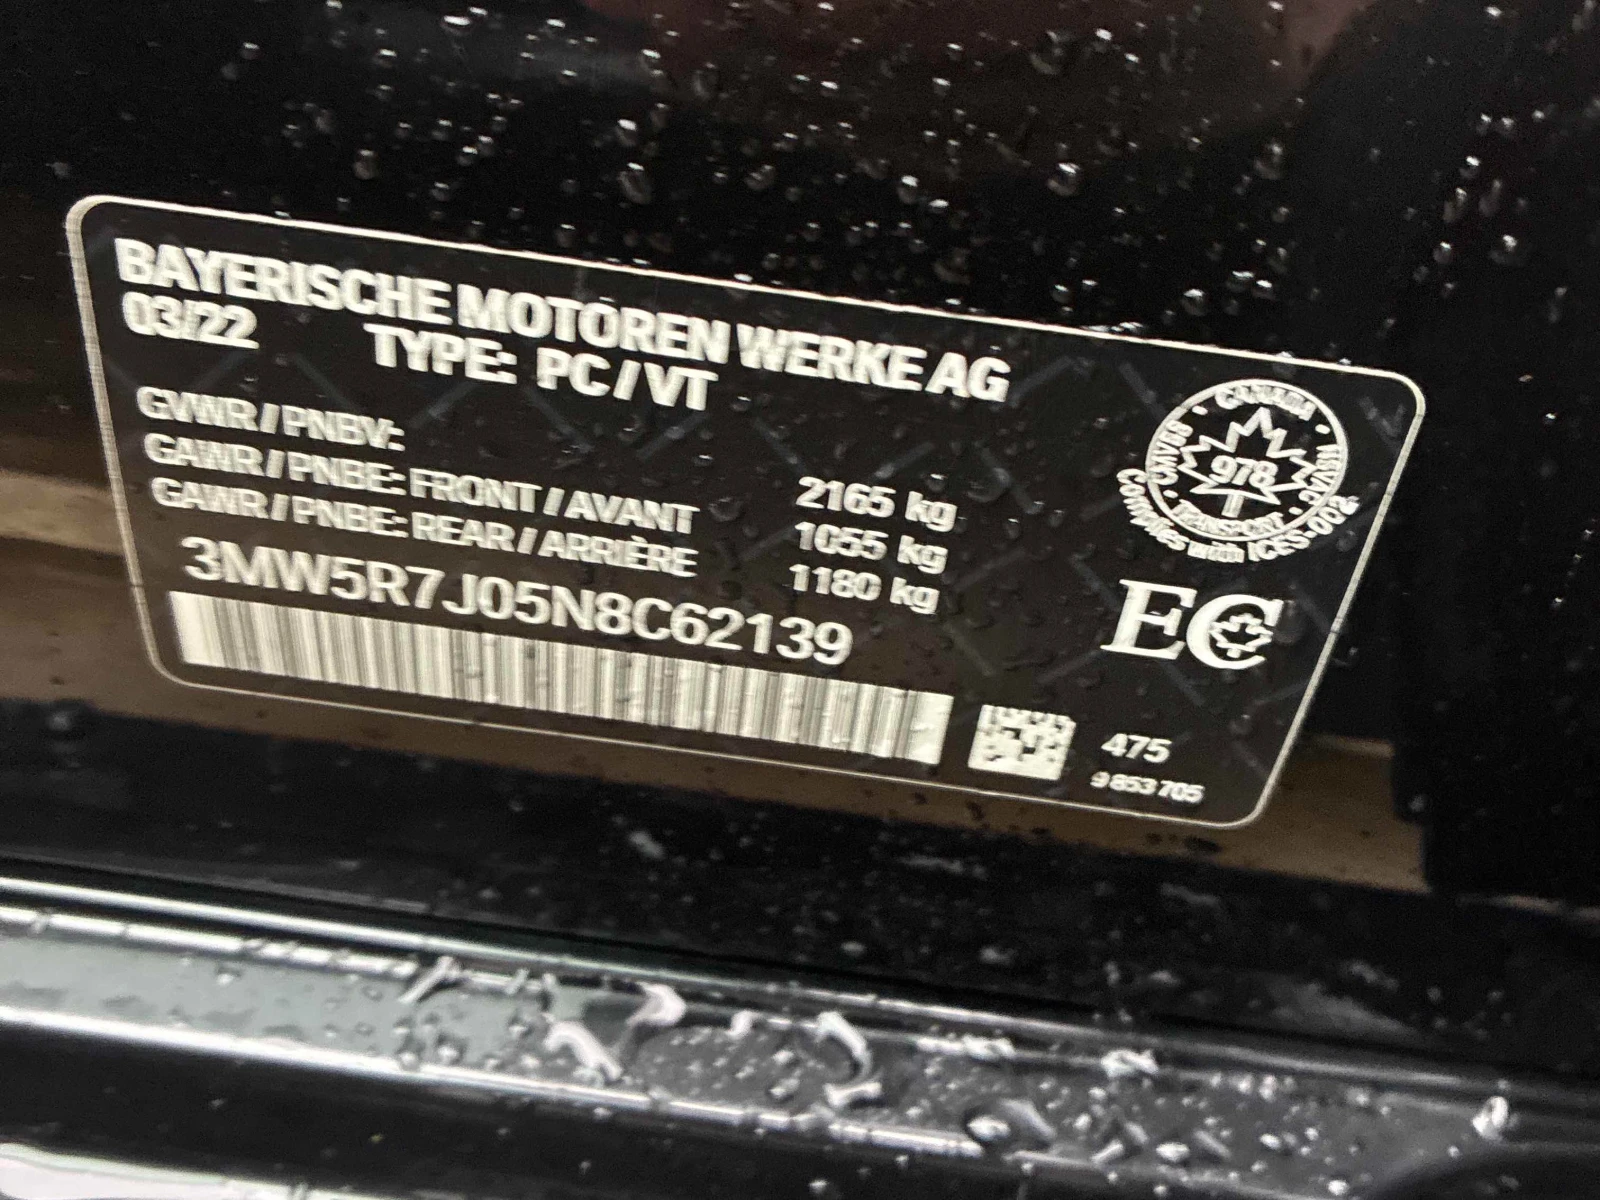 BAYERISCHE MOTOREN WERKE AG
03/22 TYPE: PC / VT
GVWR / PNBV: 2165 kg
GAWR / PNBE: FRONT / AVANT 1055 kg
GAWR / PNBE: REAR / ARRIÈRE 1180 kg
3MW5R7J05N8C62139
CANADA
NSVAC
978
CMVSS
TRANSPORT
Complies with ICES-002
EC
475
9 853 705